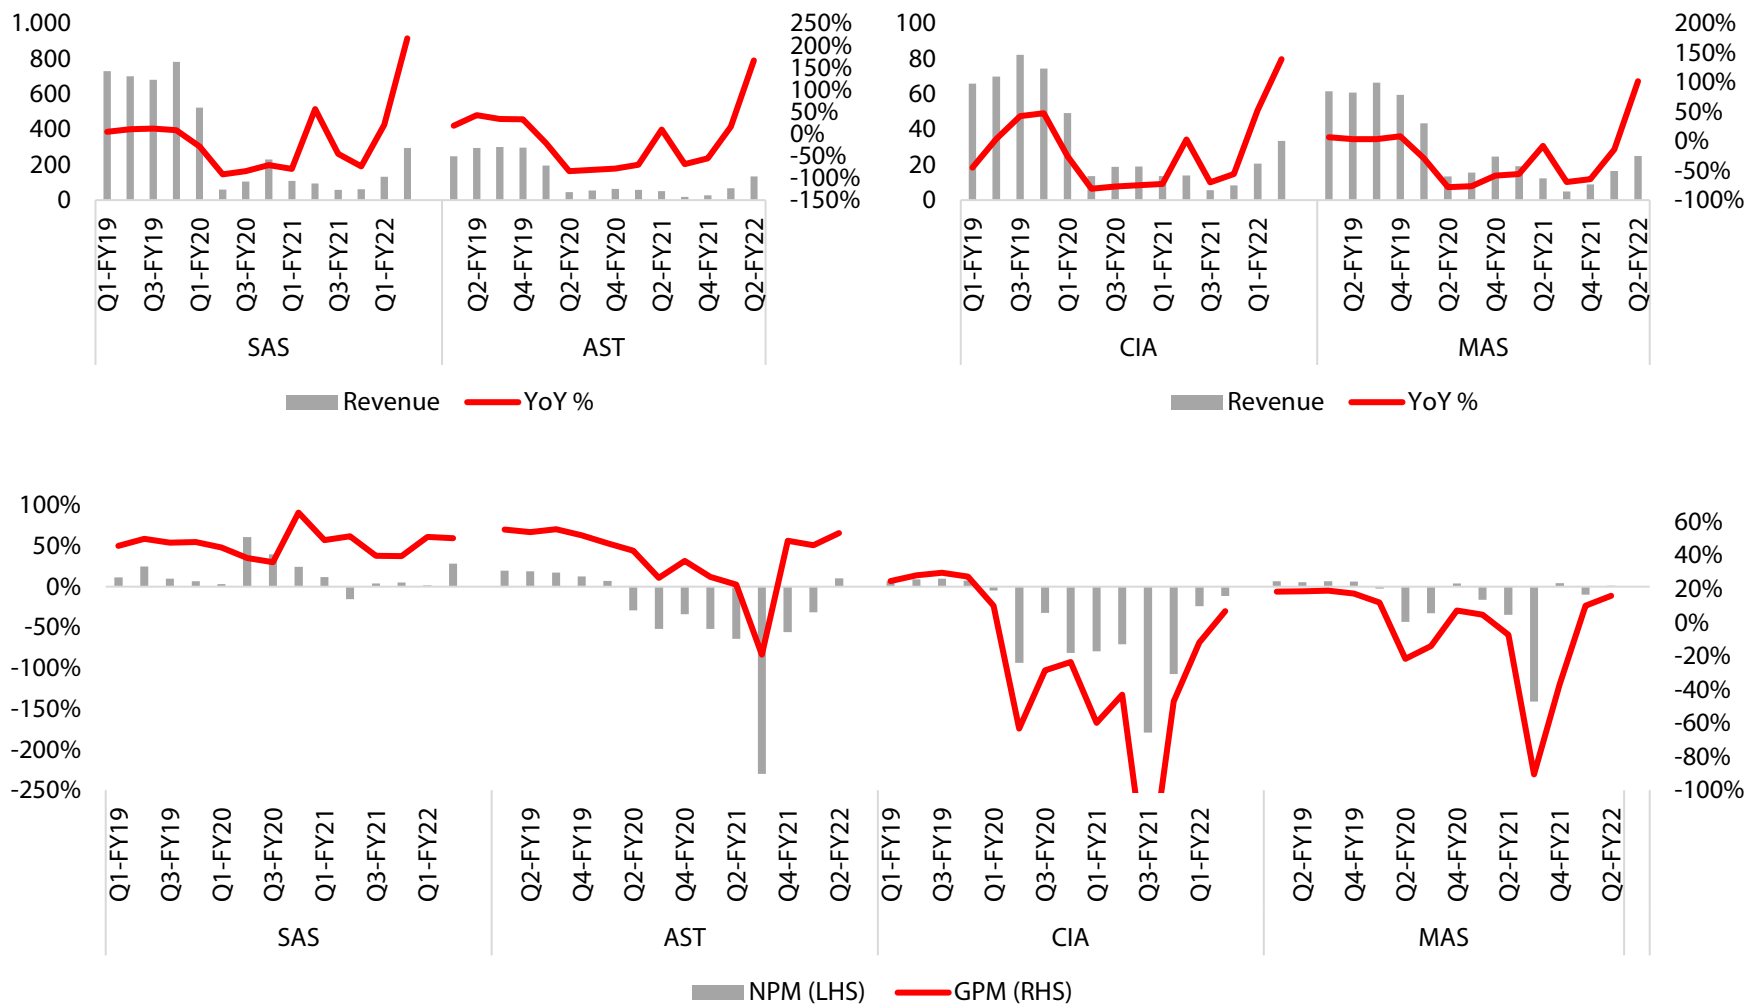 1.000
800
600
400
200
0
250%
200%
150%
100%
50%
0%
-50%
-100%
-150%
Q1-FY19
Q3-FY19
Q1-FY20
Q3-FY20
Q1-FY21
Q3-FY21
Q1-FY22
Q2-FY19
Q4-FY19
Q2-FY20
Q4-FY20
Q2-FY21
Q4-FY21
Q2-FY22
SAS
AST
Revenue
YoY %
100
80
60
40
20
0
200%
150%
100%
50%
0%
-50%
-100%
Q1-FY19
Q3-FY19
Q1-FY20
Q3-FY20
Q1-FY21
Q3-FY21
Q1-FY22
Q2-FY19
Q4-FY19
Q2-FY20
Q4-FY20
Q2-FY21
Q4-FY21
Q2-FY22
CIA
MAS
Revenue
YoY %
100%
50%
0%
-50%
-100%
-150%
-200%
-250%
60%
40%
20%
0%
-20%
-40%
-60%
-80%
-100%
Q1-FY19
Q3-FY19
Q1-FY20
Q3-FY20
Q1-FY21
Q3-FY21
Q1-FY22
Q2-FY19
Q4-FY19
Q2-FY20
Q4-FY20
Q2-FY21
Q4-FY21
Q2-FY22
Q1-FY19
Q3-FY19
Q1-FY20
Q3-FY20
Q1-FY21
Q3-FY21
Q1-FY22
Q2-FY19
Q4-FY19
Q2-FY20
Q4-FY20
Q2-FY21
Q4-FY21
Q2-FY22
SAS
AST
CIA
MAS
NPM (LHS)
GPM (RHS)